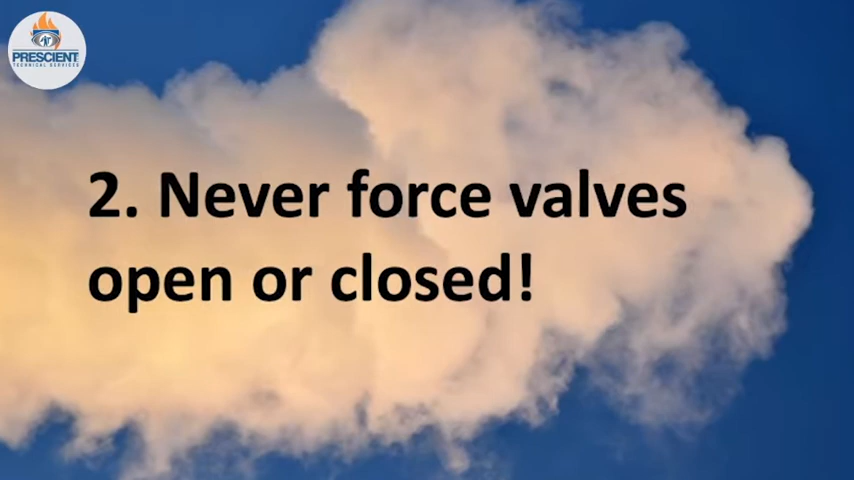 PRESCIENT
TECHNICAL SERVICES
2. Never force valves
open or closed!